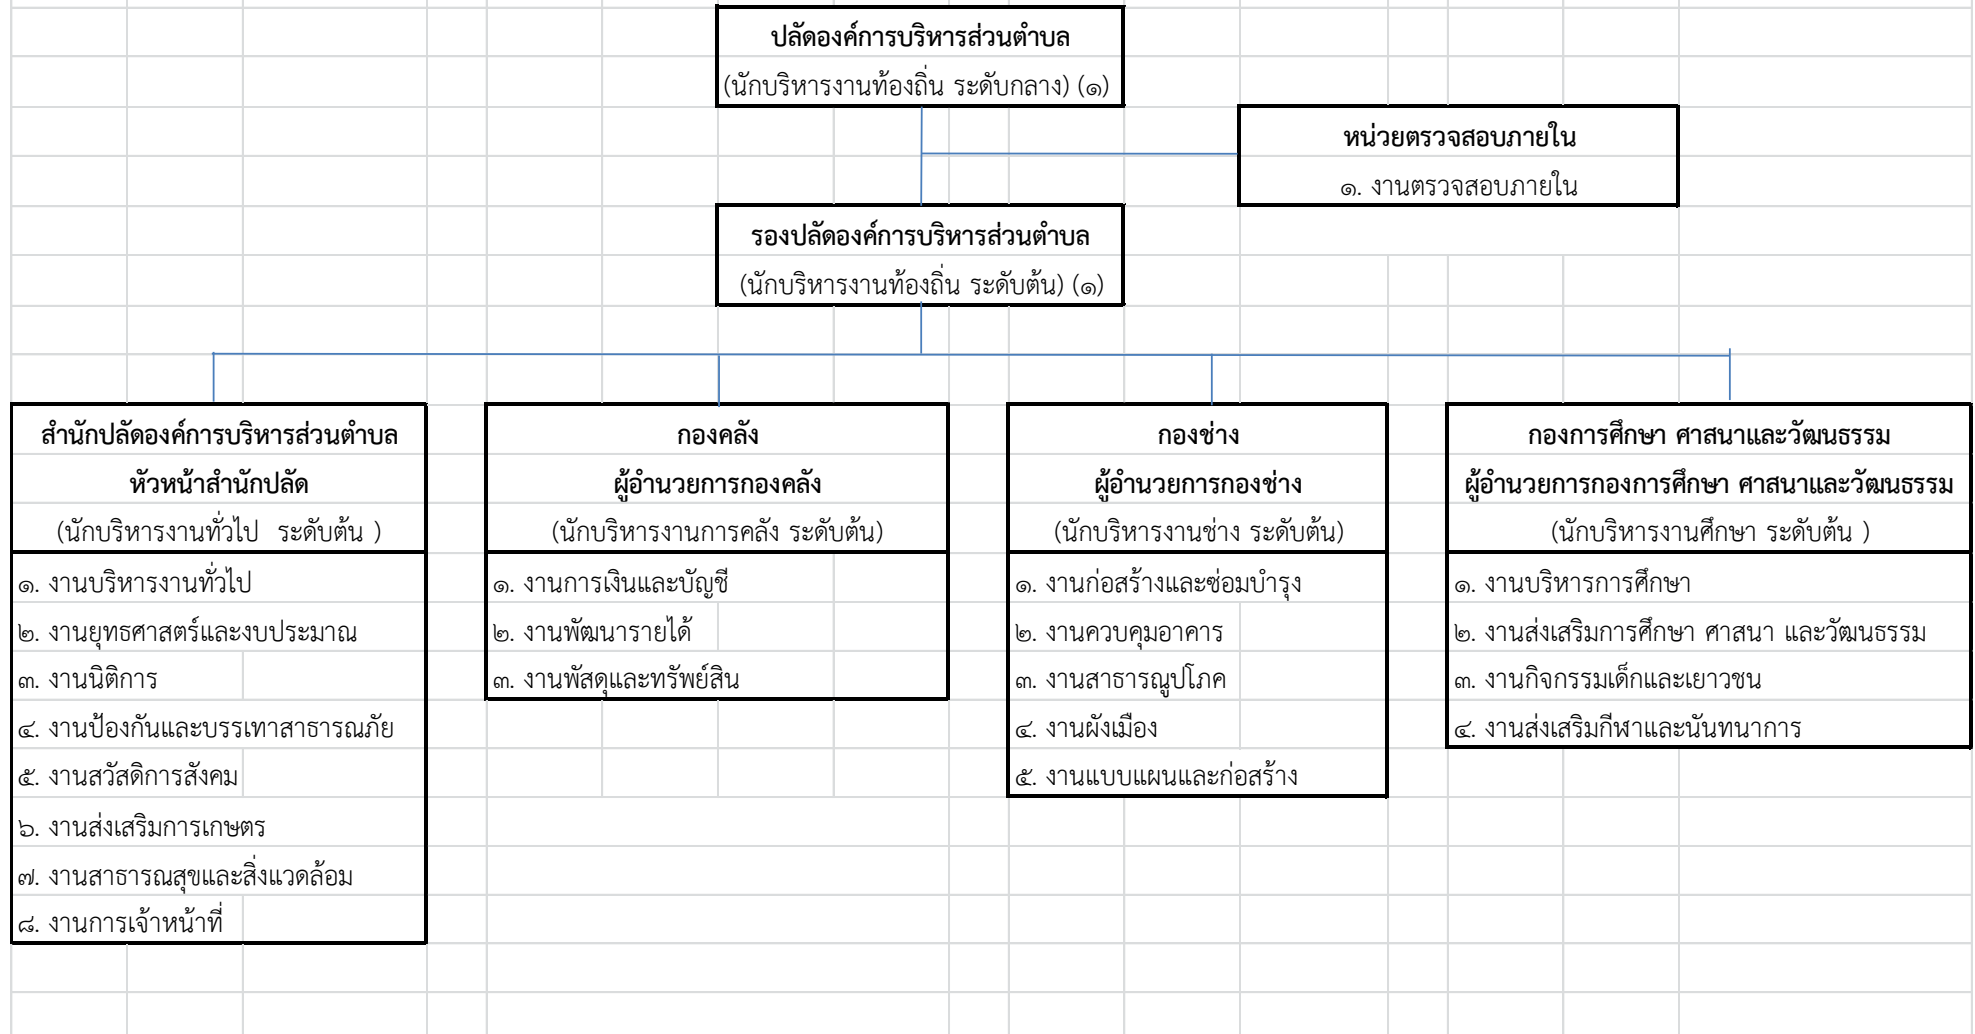 ปลัดองค์การบริหารส่วนตำบล
(นักบริหารงานท้องถิ่น ระดับกลาง) (๑)
หน่วยตรวจสอบภายใน
๑. งานตรวจสอบภายใน
รองปลัดองค์การบริหารส่วนตำบล
(นักบริหารงานท้องถิ่น ระดับต้น) (๑)
สำนักปลัดองค์การบริหารส่วนตำบล
หัวหน้าสำนักปลัด
(นักบริหารงานทั่วไป ระดับต้น )
๑. งานบริหารงานทั่วไป
๒. งานยุทธศาสตร์และงบประมาณ
๓. งานนิติการ
๔. งานป้องกันและบรรเทาสาธารณภัย
๕. งานสวัสดิการสังคม
๖. งานส่งเสริมการเกษตร
๗. งานสาธารณสุขและสิ่งแวดล้อม
๘. งานการเจ้าหน้าที่
กองคลัง
ผู้อำนวยการกองคลัง
(นักบริหารงานการคลัง ระดับต้น)
๑. งานการเงินและบัญชี
๒. งานพัฒนารายได้
๓. งานพัสดุและทรัพย์สิน
กองช่าง
ผู้อำนวยการกองช่าง
(นักบริหารงานช่าง ระดับต้น)
๑. งานก่อสร้างและซ่อมบำรุง
๒. งานควบคุมอาคาร
๓. งานสาธารณูปโภค
๔. งานผังเมือง
๕. งานแบบแผนและก่อสร้าง
กองการศึกษา ศาสนาและวัฒนธรรม
ผู้อำนวยการกองการศึกษา ศาสนาและวัฒนธรรม
(นักบริหารงานศึกษา ระดับต้น )
๑. งานบริหารการศึกษา
๒. งานส่งเสริมการศึกษา ศาสนา และวัฒนธรรม
๓. งานกิจกรรมเด็กและเยาวชน
๔. งานส่งเสริมกีฬาและนันทนาการ